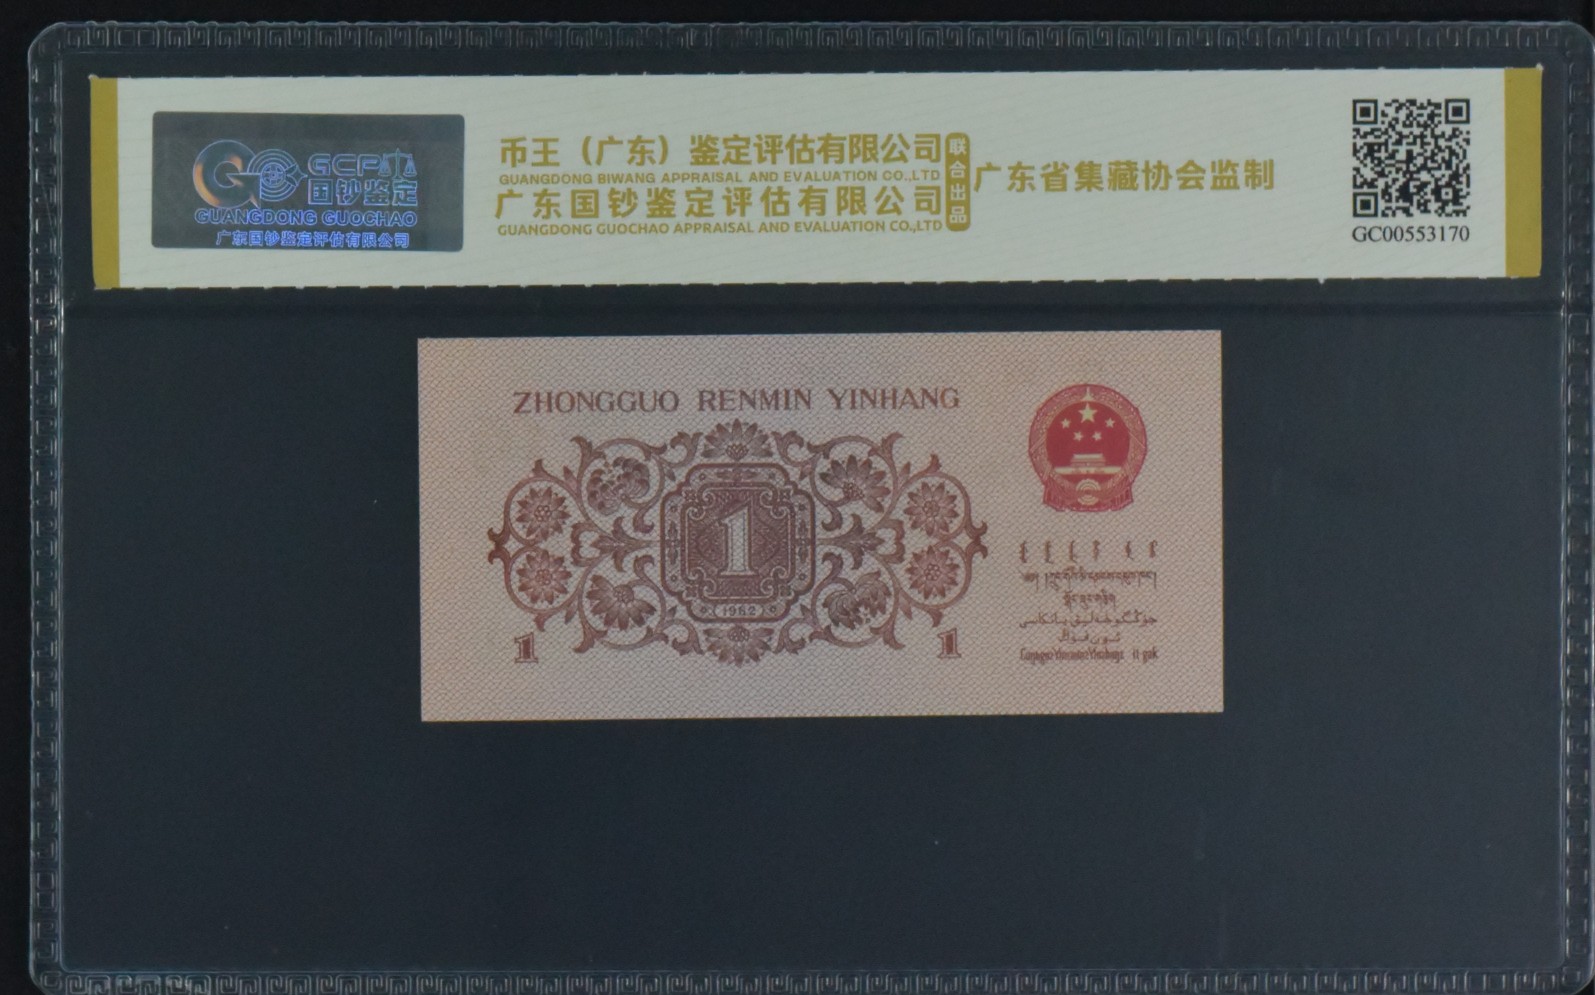 GCP
国钞鉴定
GUANGDONG GUOCHAO
广东国钞鉴定评估有限公司
币王（广东）鉴定评估有限公司
GUANGDONG BIWANG APPRAISAL AND EVALUATION CO.,LTD
广东国钞鉴定评估有限公司
GUANGDONG GUOCHAO APPRAISAL AND EVALUATION CO.,LTD
联合出品
广东省集藏协会监制
GC00553170
ZHONGGUO RENMIN YINHANG
1
(1962)
1
1